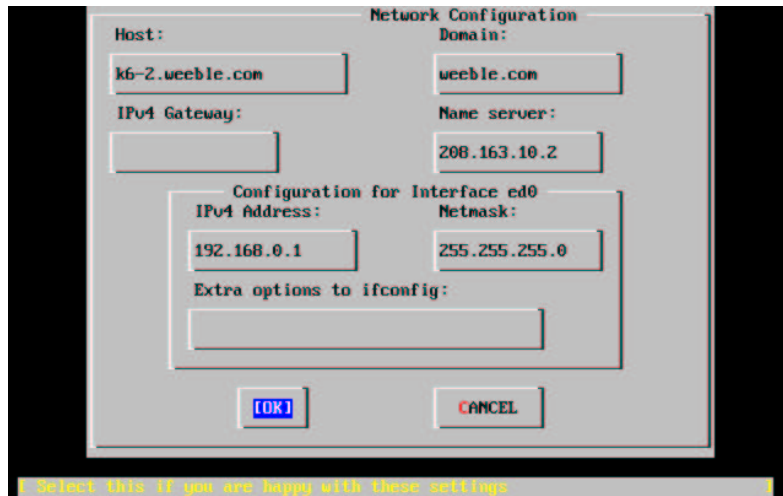 Network Configuration
Host: Domain:
k6-2.weeble.com weeble.com
IPv4 Gateway: Name server:
208.163.10.2
Configuration for Interface ed0
IPv4 Address: Netmask:
192.168.0.1 255.255.255.0
Extra options to ifconfig:
[OK] CANCEL
[ Select this if you are happy with these settings ]